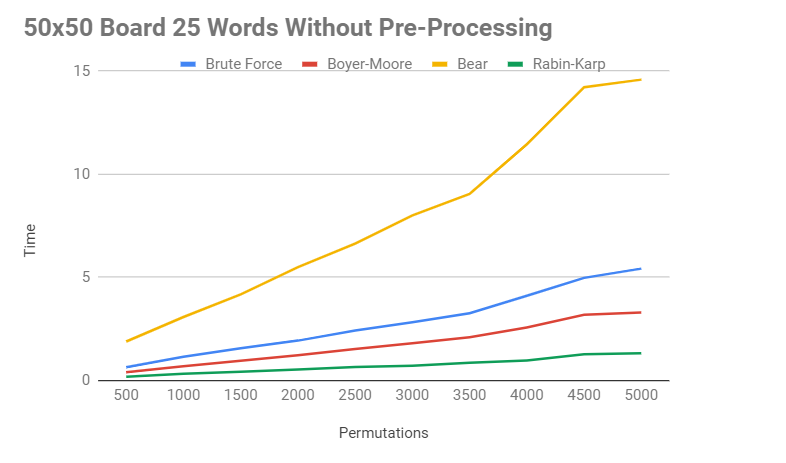 50x50 Board 25 Words Without Pre-Processing
Brute Force Boyer-Moore Bear Rabin-Karp
15
10
5
0
Time
500 1000 1500 2000 2500 3000 3500 4000 4500 5000
Permutations